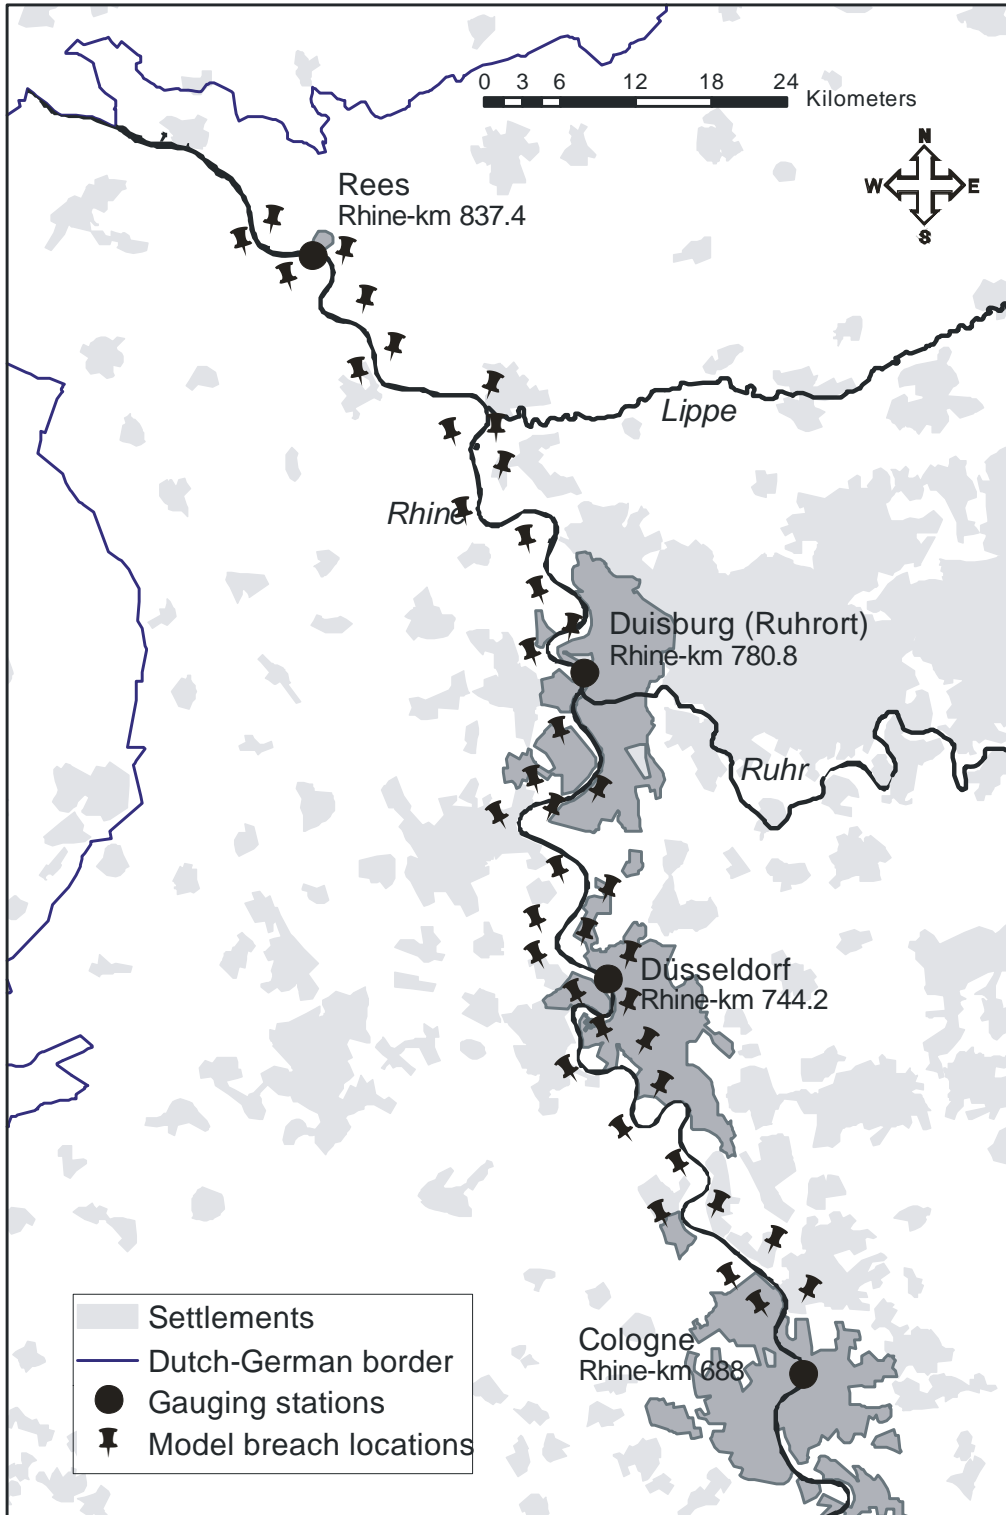 0 3 6 12 18 24
Kilometers
N
W E
S
Rees
Rhine-km 837.4
Lippe
Rhine
Duisburg (Ruhrort)
Rhine-km 780.8
Ruhr
Düsseldorf
Rhine-km 744.2
Cologne
Rhine-km 688
Settlements
Dutch-German border
Gauging stations
Model breach locations